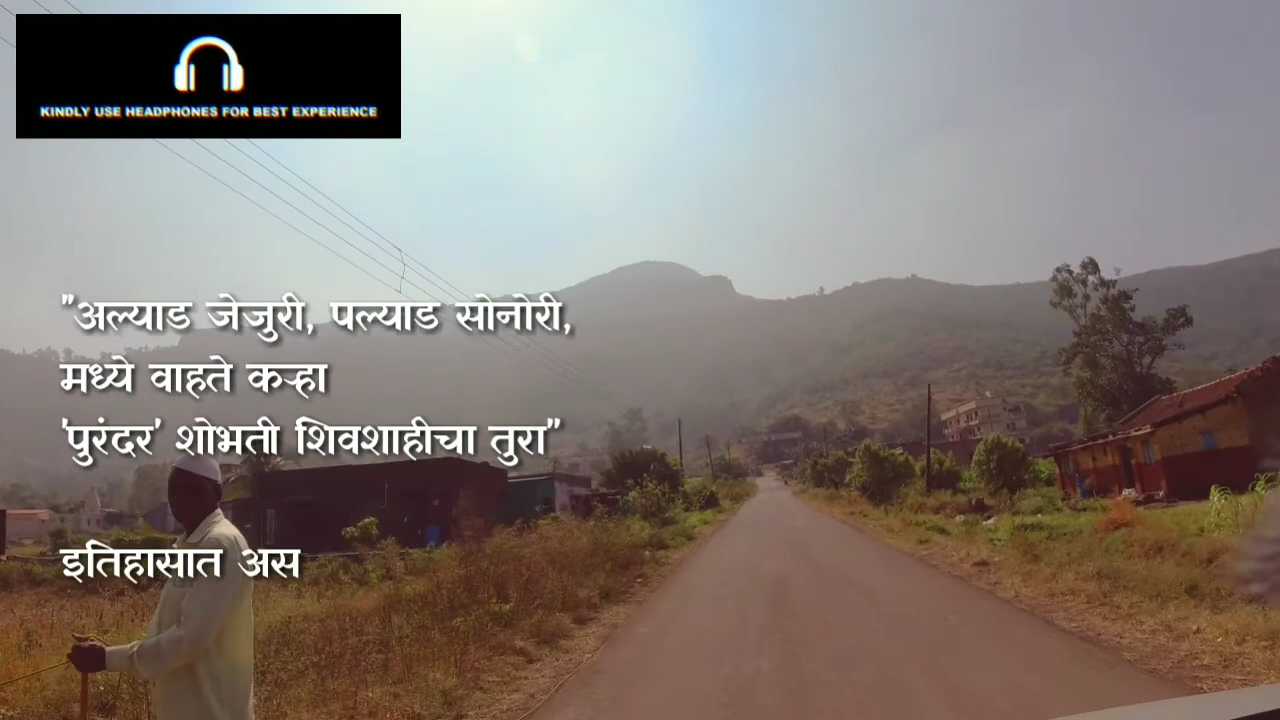 KINDLY USE HEADPHONES FOR BEST EXPERIENCE
"अल्याड जेजुरी, पल्याड सोनोरी,
मध्ये वाहते कऱ्हा
'पुरंदर' शोभती शिवशाहीचा तुरा"
इतिहासात अस